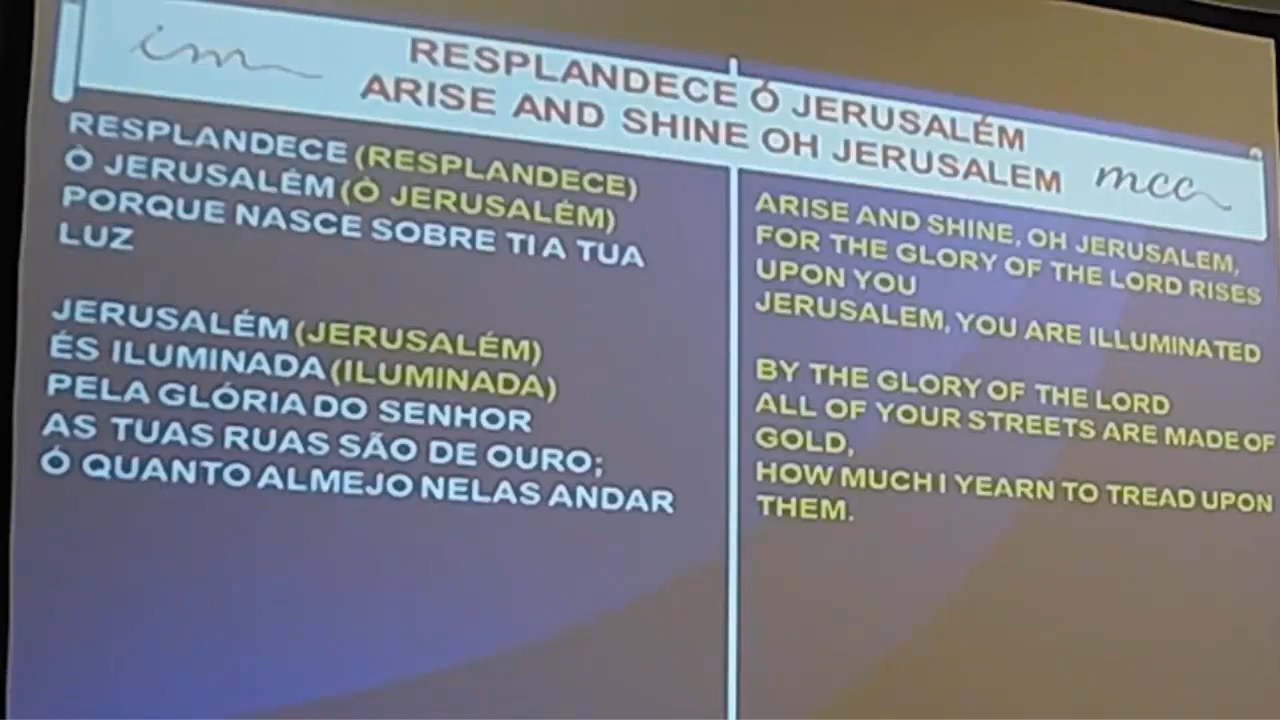 im
RESPLANDECE Ó JERUSALÉM
ARISE AND SHINE OH JERUSALEM
mcc
RESPLANDECE (RESPLANDECE)
Ò JERUSALÉM (Ò JERUSALÉM)
PORQUE NASCE SOBRE TI A TUA
LUZ
JERUSALÉM (JERUSALÉM)
ÉS ILUMINADA (ILUMINADA)
PELA GLÓRIA DO SENHOR
AS TUAS RUAS SÃO DE OURO;
Ó QUANTO ALMEJO NELAS ANDAR
ARISE AND SHINE, OH JERUSALEM,
FOR THE GLORY OF THE LORD RISES
UPON YOU
JERUSALEM, YOU ARE ILLUMINATED
BY THE GLORY OF THE LORD
ALL OF YOUR STREETS ARE MADE OF
GOLD,
HOW MUCH I YEARN TO TREAD UPON
THEM.